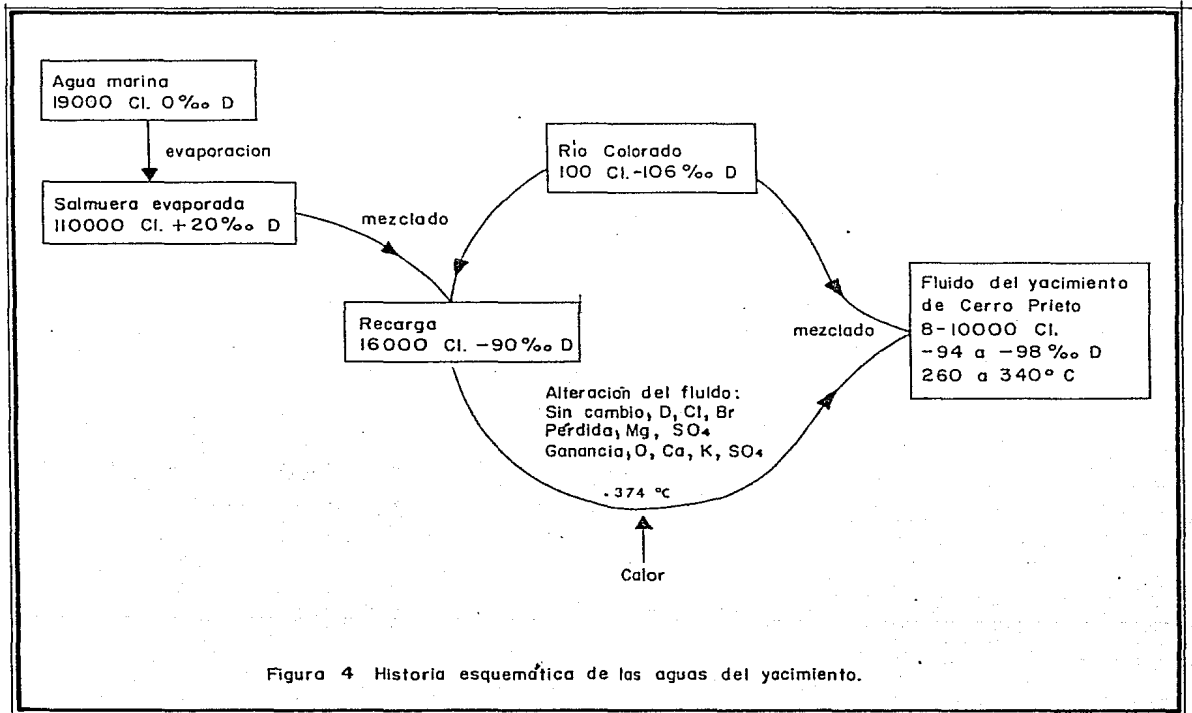 Agua marina
19000 Cl. 0‰ D
evaporacion
Salmuera evaporada
110000 Cl. +20‰ D
mezclado
Río Colorado
100 Cl.-106‰ D
Recarga
16000 Cl. -90‰ D
mezclado
Fluido del yacimiento
de Cerro Prieto
8-10000 Cl.
-94 a -98‰ D
260 a 340° C
Alteración del fluido:
Sin cambio, D, Cl, Br
Pérdida, Mg, SO₄
Ganancia, O, Ca, K, SO₄
.374 °C
Calor
Figura 4 Historia esquemática de las aguas del yacimiento.